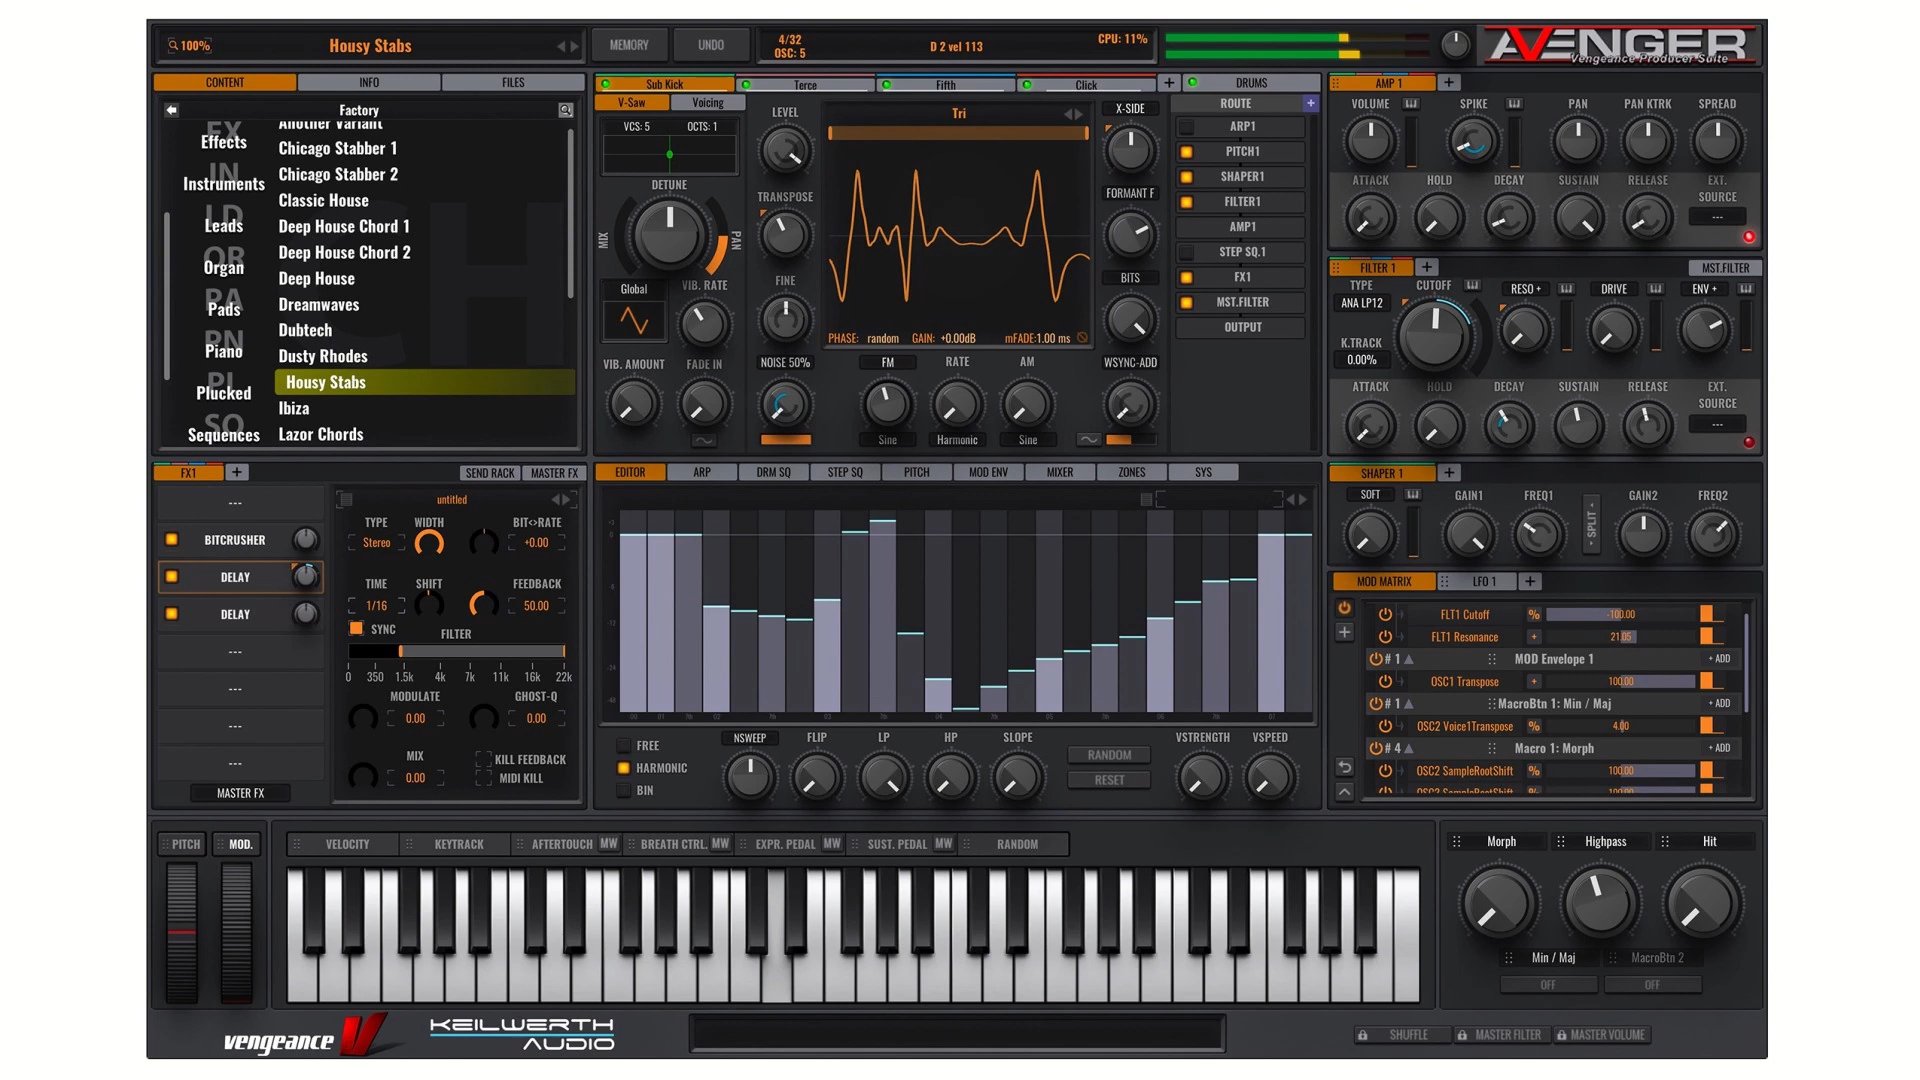 100%
Housy Stabs
MEMORY
UNDO
4/32
OSC: 5
D 2 vel 113
CPU: 11%
AVENGER
Vengeance Producer Suite
CONTENT
INFO
FILES
Factory
Another Variant
Effects
Chicago Stabber 1
Chicago Stabber 2
Instruments
Classic House
Leads
Deep House Chord 1
Deep House Chord 2
Organ
Deep House
Pads
Dreamwaves
Dubtech
Piano
Dusty Rhodes
Housy Stabs
Plucked
Ibiza
Sequences
Lazor Chords
Sub Kick
Terce
Fifth
Click
+
DRUMS
V-Saw
Voicing
VCS: 5
OCTS: 1
DETUNE
MIX
PAN
Global
VIB. RATE
VIB. AMOUNT
FADE IN
LEVEL
TRANSPOSE
FINE
NOISE 50%
Tri
PHASE: random
GAIN: +0.00dB
mFADE:1.00 ms
FM
RATE
AM
Sine
Harmonic
Sine
X-SIDE
FORMANT F
BITS
WSYNC-ADD
ROUTE
+
ARP1
PITCH1
SHAPER1
FILTER1
AMP1
STEP SQ.1
FX1
MST.FILTER
OUTPUT
AMP 1
+
VOLUME
SPIKE
PAN
PAN KTRK
SPREAD
ATTACK
HOLD
DECAY
SUSTAIN
RELEASE
EXT.
SOURCE
---
FILTER 1
+
MST.FILTER
TYPE
ANA LP12
CUTOFF
RESO +
DRIVE
ENV +
K.TRACK
0.00%
ATTACK
HOLD
DECAY
SUSTAIN
RELEASE
EXT.
SOURCE
---
FX1
+
SEND RACK
MASTER FX
---
BITCRUSHER
DELAY
DELAY
---
---
---
---
MASTER FX
untitled
TYPE
Stereo
WIDTH
BIT<>RATE
+0.00
TIME
1/16
SHIFT
FEEDBACK
50.00
SYNC
FILTER
0 350 1.5k 4k 7k 11k 16k 22k
MODULATE
0.00
GHOST-Q
0.00
MIX
0.00
KILL FEEDBACK
MIDI KILL
EDITOR
ARP
DRM SQ
STEP SQ
PITCH
MOD ENV
MIXER
ZONES
SYS
FREE
HARMONIC
BIN
NSWEEP
FLIP
LP
HP
SLOPE
RANDOM
RESET
VSTRENGTH
VSPEED
SHAPER 1
+
SOFT
GAIN1
FREQ1
SPLIT
GAIN2
FREQ2
MOD MATRIX
LFO 1
+
FLT1 Cutoff % -100.00
FLT1 Resonance + 21.05
# 1 MOD Envelope 1 + ADD
OSC1 Transpose + 100.00
# 1 MacroBtn 1: Min / Maj + ADD
OSC2 Voice1Transpose % 4.00
# 4 Macro 1: Morph + ADD
OSC2 SampleRootShift % 100.00
OSC3 SampleRootShift % 100.00
PITCH
MOD.
VELOCITY
KEYTRACK
AFTERTOUCH MW
BREATH CTRL. MW
EXPR. PEDAL MW
SUST. PEDAL MW
RANDOM
Morph
Highpass
Hit
Min / Maj
MacroBtn 2
OFF
OFF
vengeance V
KEILWERTH
AUDIO
SHUFFLE
MASTER FILTER
MASTER VOLUME